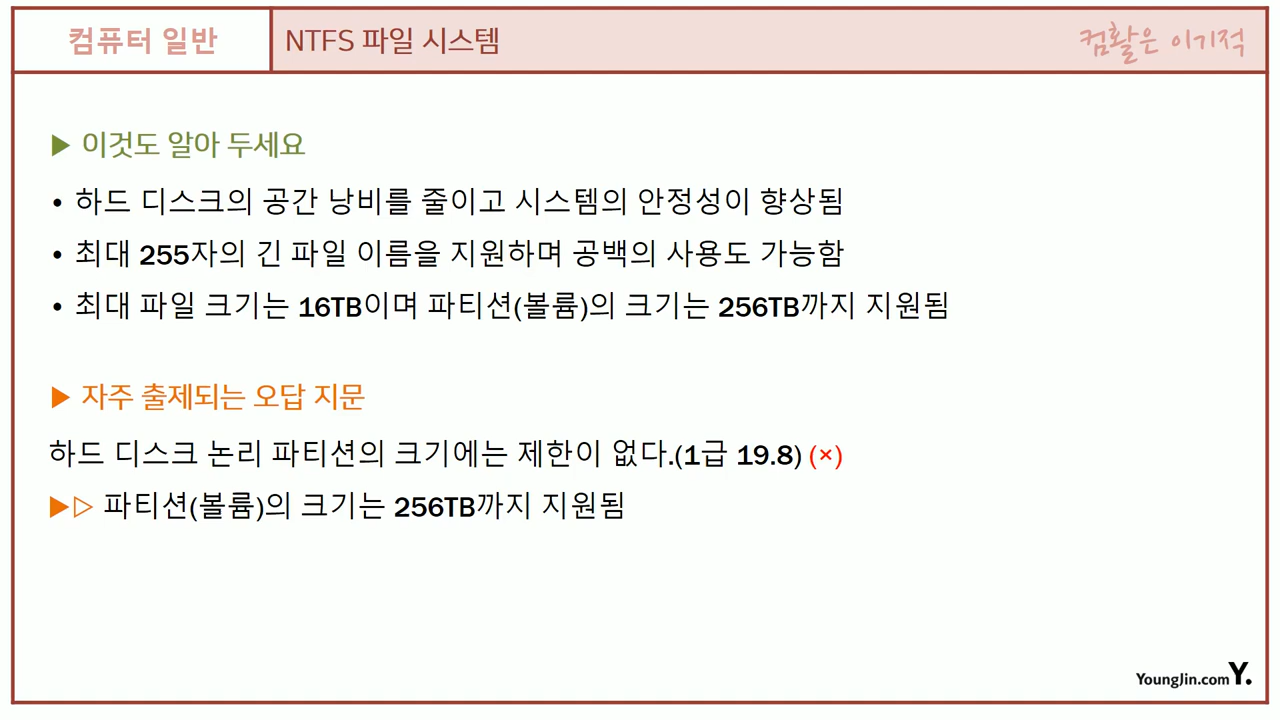 컴퓨터 일반
NTFS 파일 시스템
컴활은 이기적
▶ 이것도 알아 두세요
• 하드 디스크의 공간 낭비를 줄이고 시스템의 안정성이 향상됨
• 최대 255자의 긴 파일 이름을 지원하며 공백의 사용도 가능함
• 최대 파일 크기는 16TB이며 파티션(볼륨)의 크기는 256TB까지 지원됨
▶ 자주 출제되는 오답 지문
하드 디스크 논리 파티션의 크기에는 제한이 없다.(1급 19.8) (×)
▶▷ 파티션(볼륨)의 크기는 256TB까지 지원됨
YoungJin.com Y.